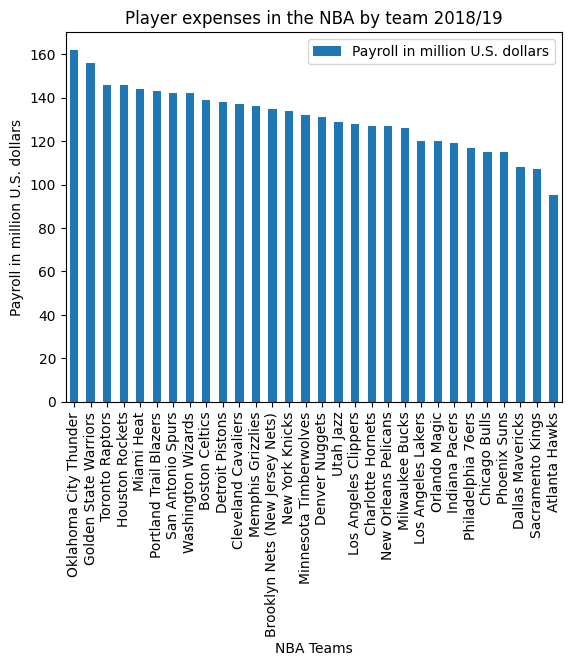 Player expenses in the NBA by team 2018/19
Payroll in million U.S. dollars
Payroll in million U.S. dollars
160
140
120
100
80
60
40
20
0
Oklahoma City Thunder
Golden State Warriors
Toronto Raptors
Houston Rockets
Miami Heat
Portland Trail Blazers
San Antonio Spurs
Washington Wizards
Boston Celtics
Detroit Pistons
Cleveland Cavaliers
Memphis Grizzlies
Brooklyn Nets (New Jersey Nets)
New York Knicks
Minnesota Timberwolves
Denver Nuggets
Utah Jazz
Los Angeles Clippers
Charlotte Hornets
New Orleans Pelicans
Milwaukee Bucks
Los Angeles Lakers
Orlando Magic
Indiana Pacers
Philadelphia 76ers
Chicago Bulls
Phoenix Suns
Dallas Mavericks
Sacramento Kings
Atlanta Hawks
NBA Teams